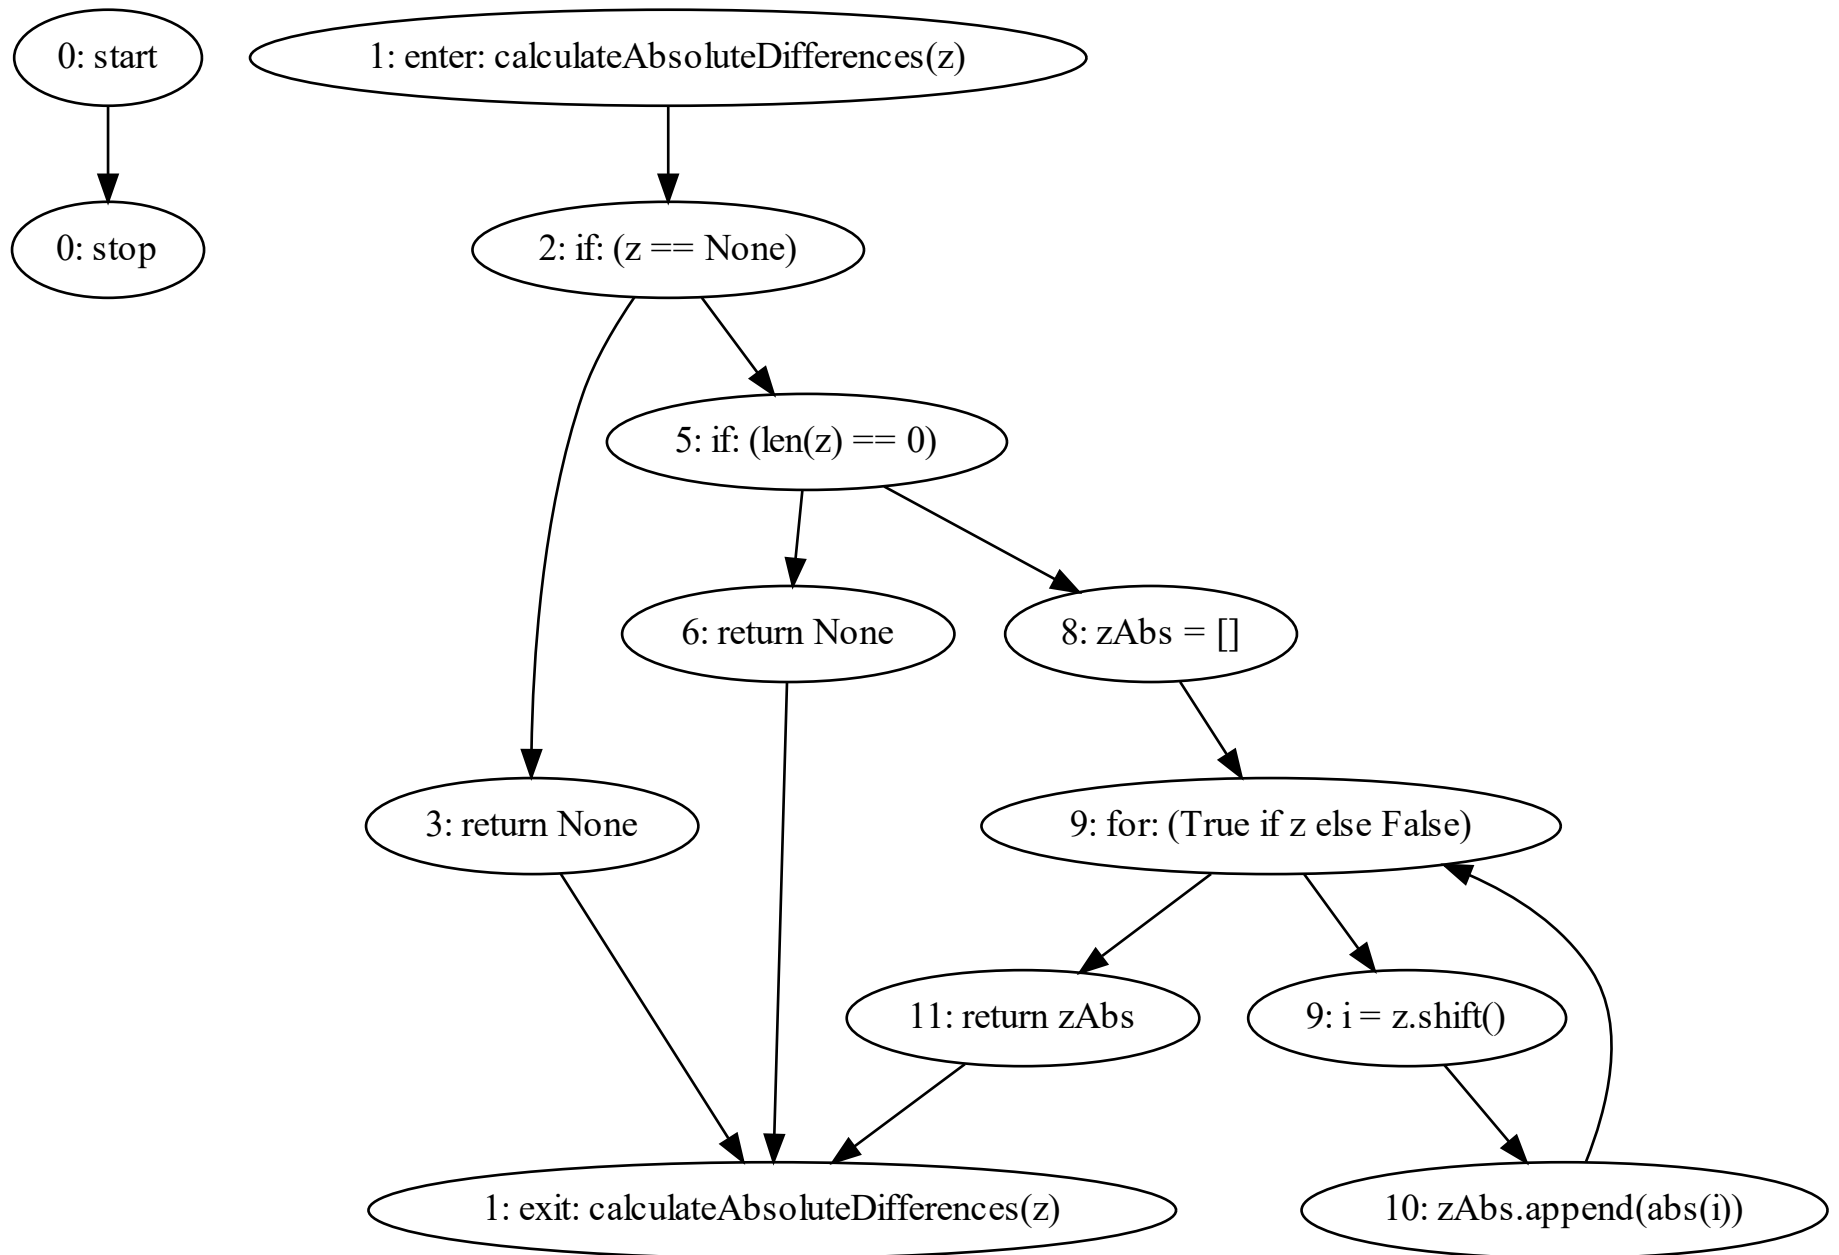 0: start
1: enter: calculateAbsoluteDifferences(z)
0: stop
2: if: (z == None)
5: if: (len(z) == 0)
6: return None
8: zAbs = []
3: return None
9: for: (True if z else False)
11: return zAbs
9: i = z.shift()
1: exit: calculateAbsoluteDifferences(z)
10: zAbs.append(abs(i))